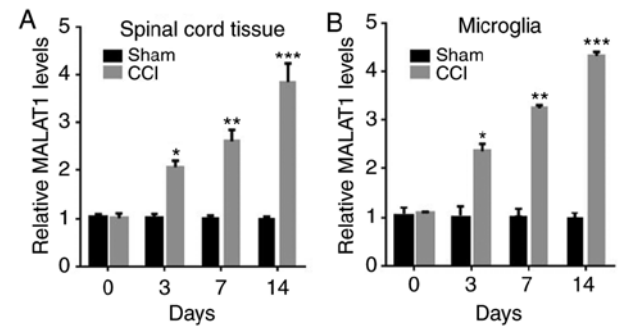 A
Spinal cord tissue
Relative MALAT1 levels
5
4
3
2
1
0
Sham
CCI
*
**
***
0 3 7 14
Days
B
Microglia
Relative MALAT1 levels
5
4
3
2
1
0
Sham
CCI
*
**
***
0 3 7 14
Days